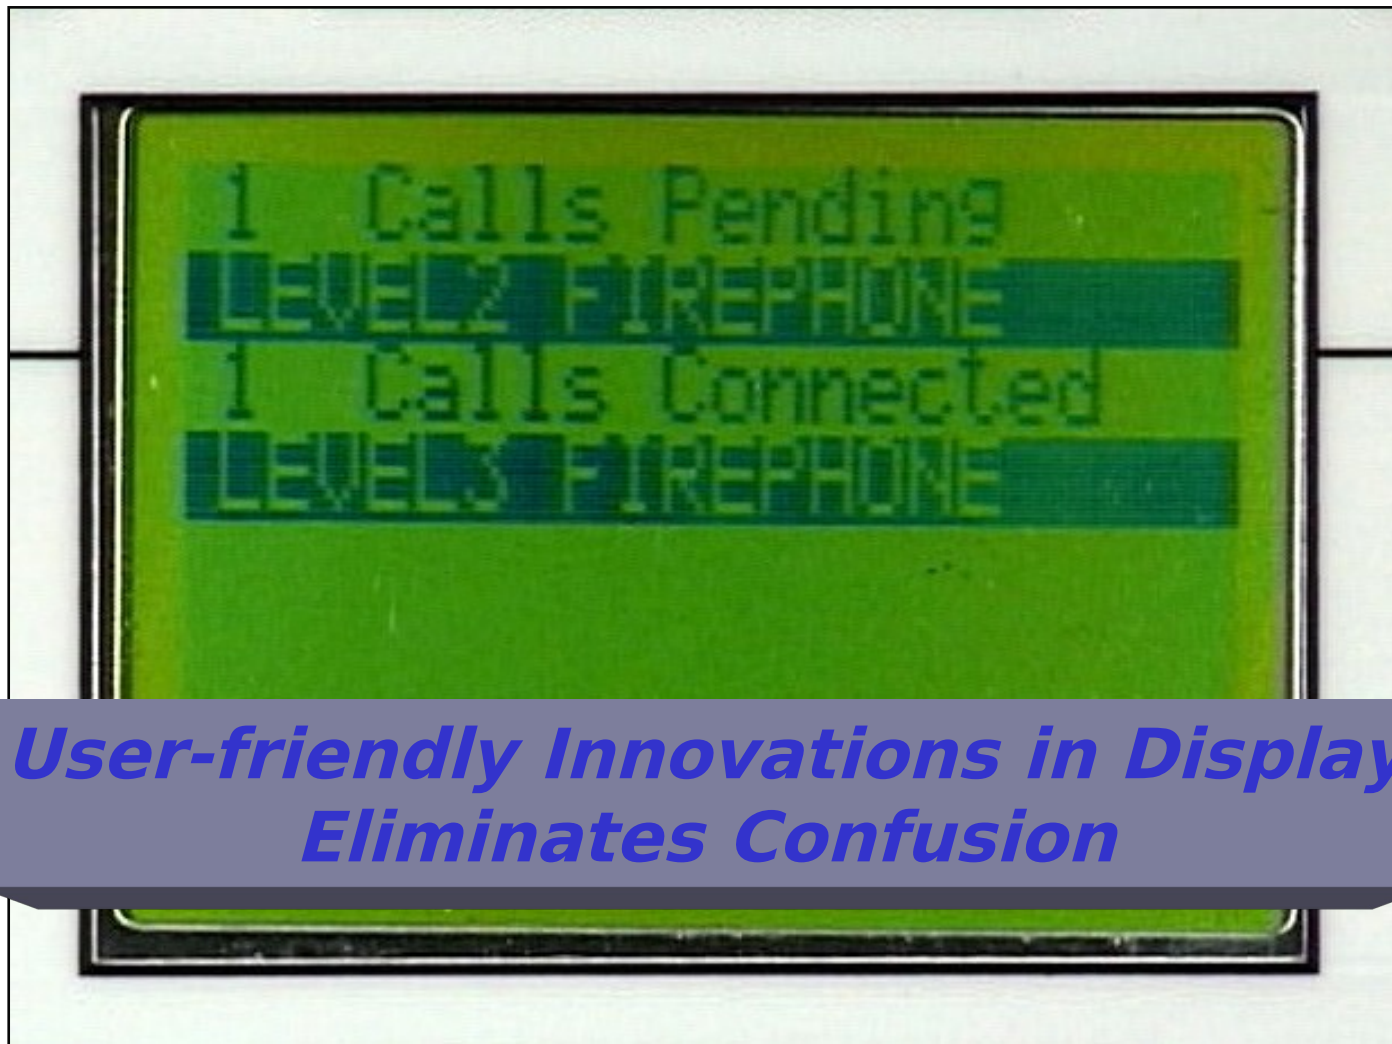 1 Calls Pending
LEVEL2 FIREPHONE
1 Calls Connected
LEVEL3 FIREPHONE
User-friendly Innovations in Display
Eliminates Confusion